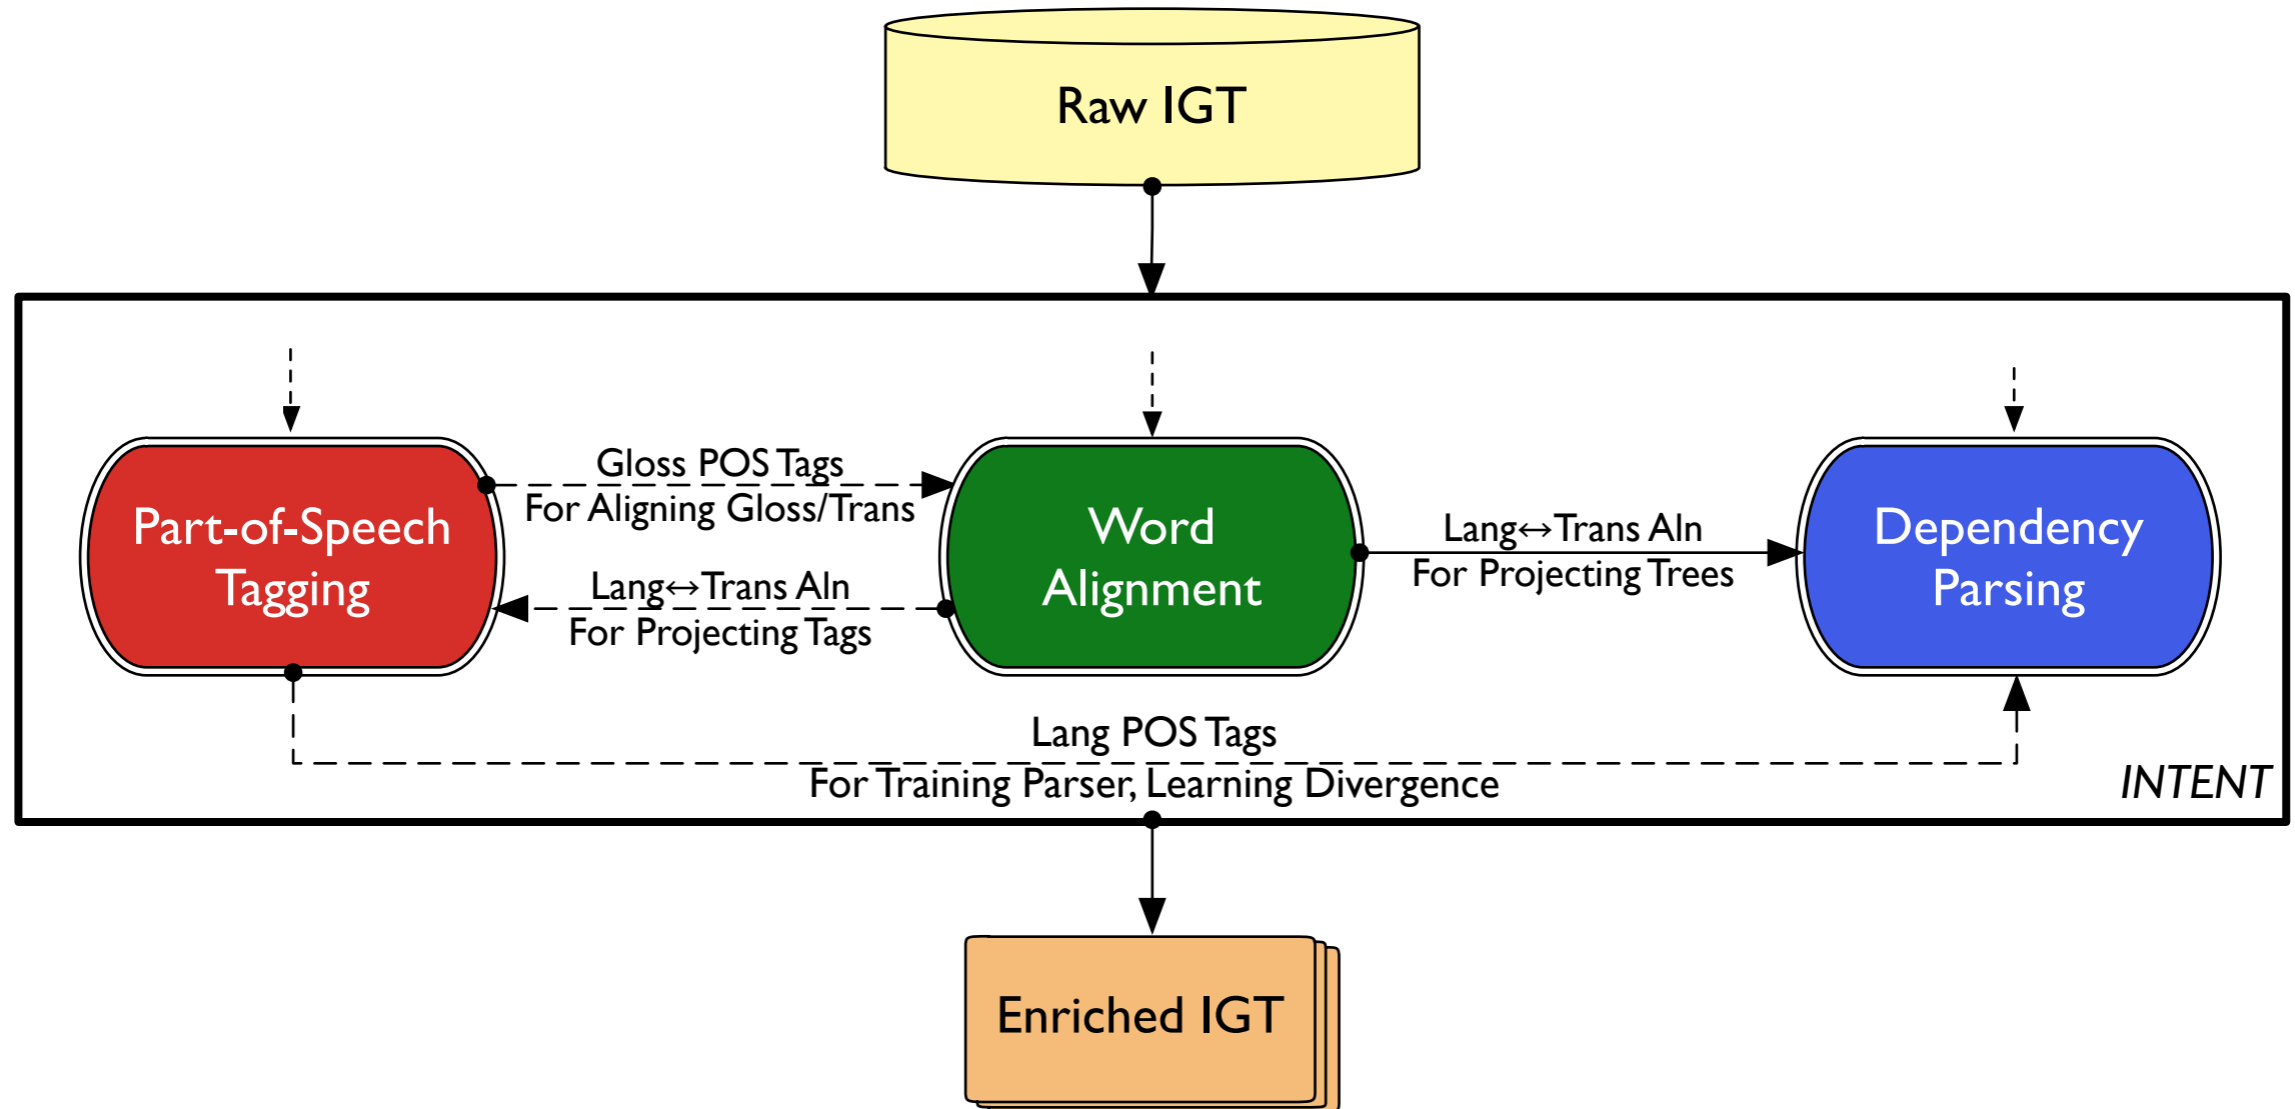 Raw IGT
Gloss POS Tags
For Aligning Gloss/Trans
Part-of-Speech
Tagging
Lang↔Trans Aln
For Projecting Tags
Word
Alignment
Lang↔Trans Aln
For Projecting Trees
Dependency
Parsing
Lang POS Tags
For Training Parser, Learning Divergence
INTENT
Enriched IGT